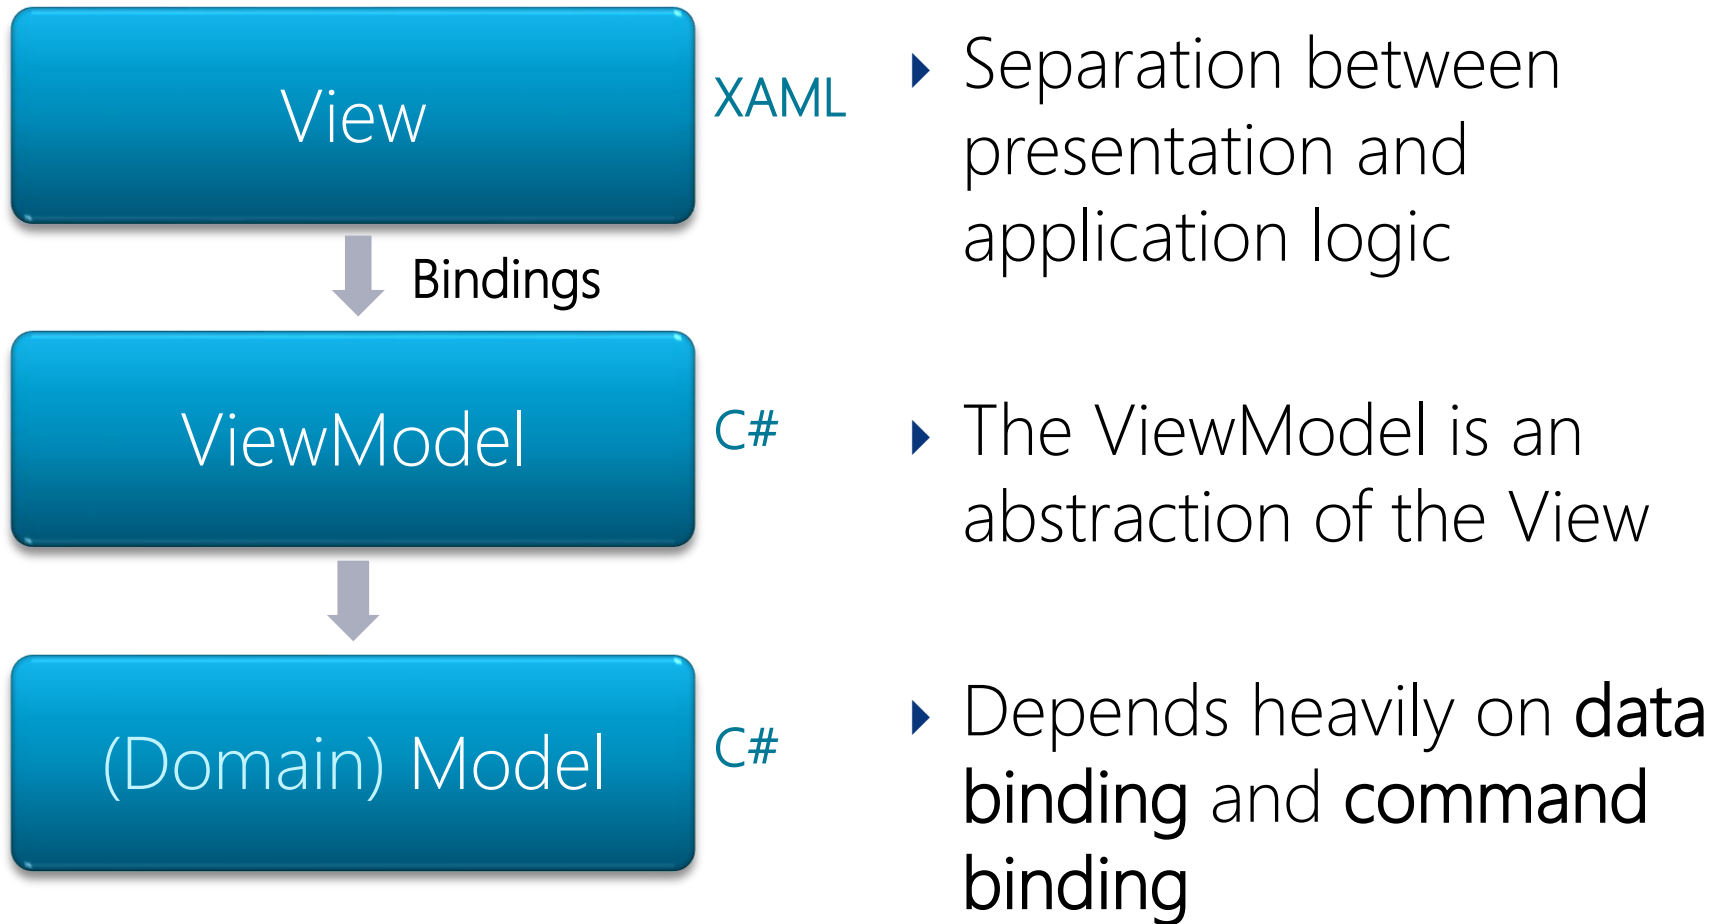 View
XAML
Bindings
ViewModel
C#
(Domain) Model
C#
Separation between
presentation and
application logic
The ViewModel is an
abstraction of the View
Depends heavily on data
binding and command
binding